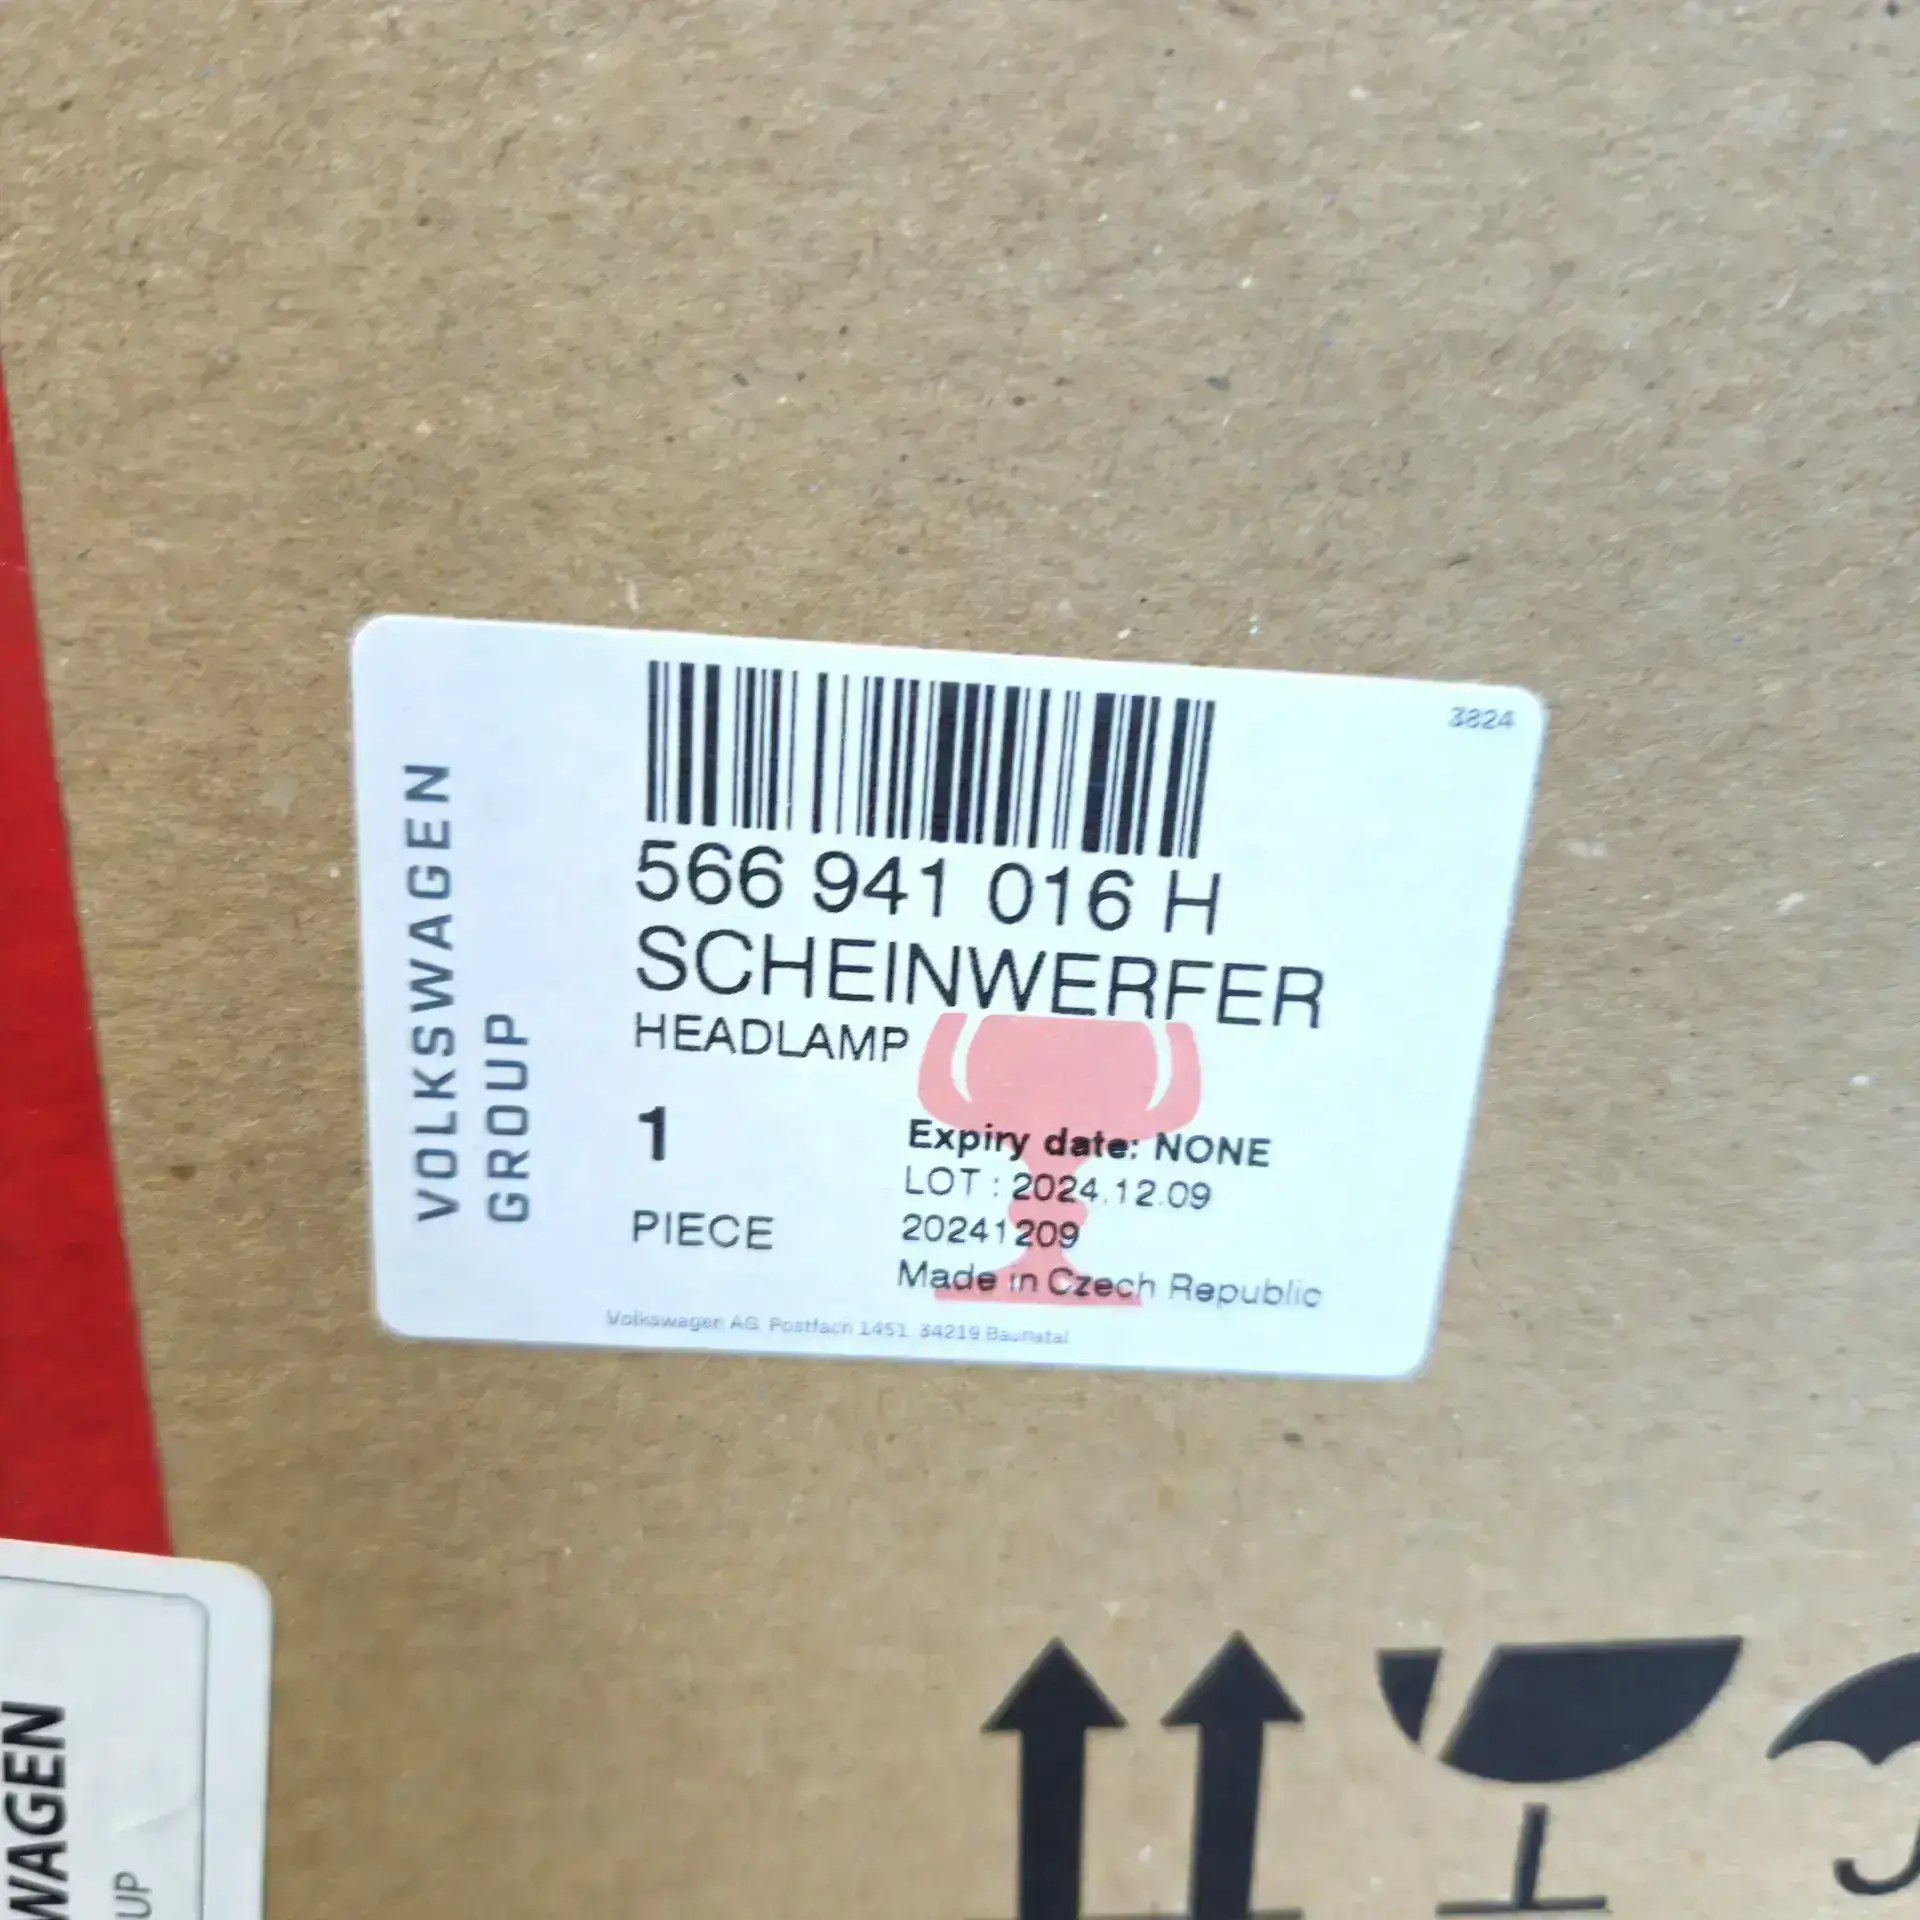 3824
VOLKSWAGEN
GROUP
566 941 016 H
SCHEINWERFER
HEADLAMP
1
PIECE
Expiry date: NONE
LOT : 2024.12.09
20241209
Made in Czech Republic
Volkswagen AG, Postfach 1451, 34219 Baunatal
WAGEN
UP